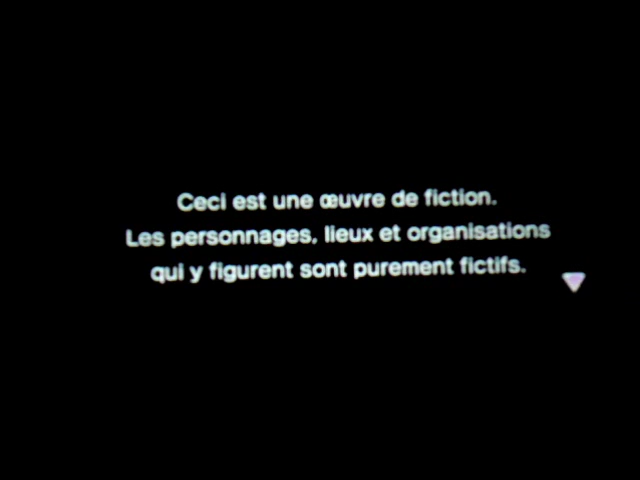 Ceci est une œuvre de fiction.
Les personnages, lieux et organisations
qui y figurent sont purement fictifs.